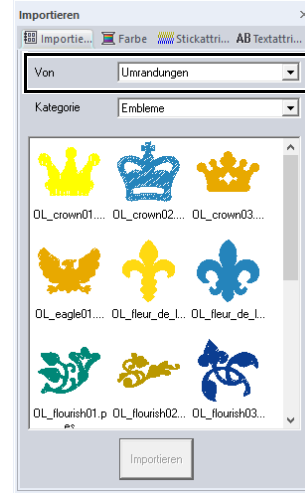 Importieren
Importie... Farbe Stickattri... AB Textattri...
Von Umrandungen
Kategorie Embleme
OL_crown01.... OL_crown02.... OL_crown03....
OL_eagle01.... OL_fleur_de_l... OL_fleur_de_l...
OL_flourish01.p OL_flourish02... OL_flourish03...
es
Importieren